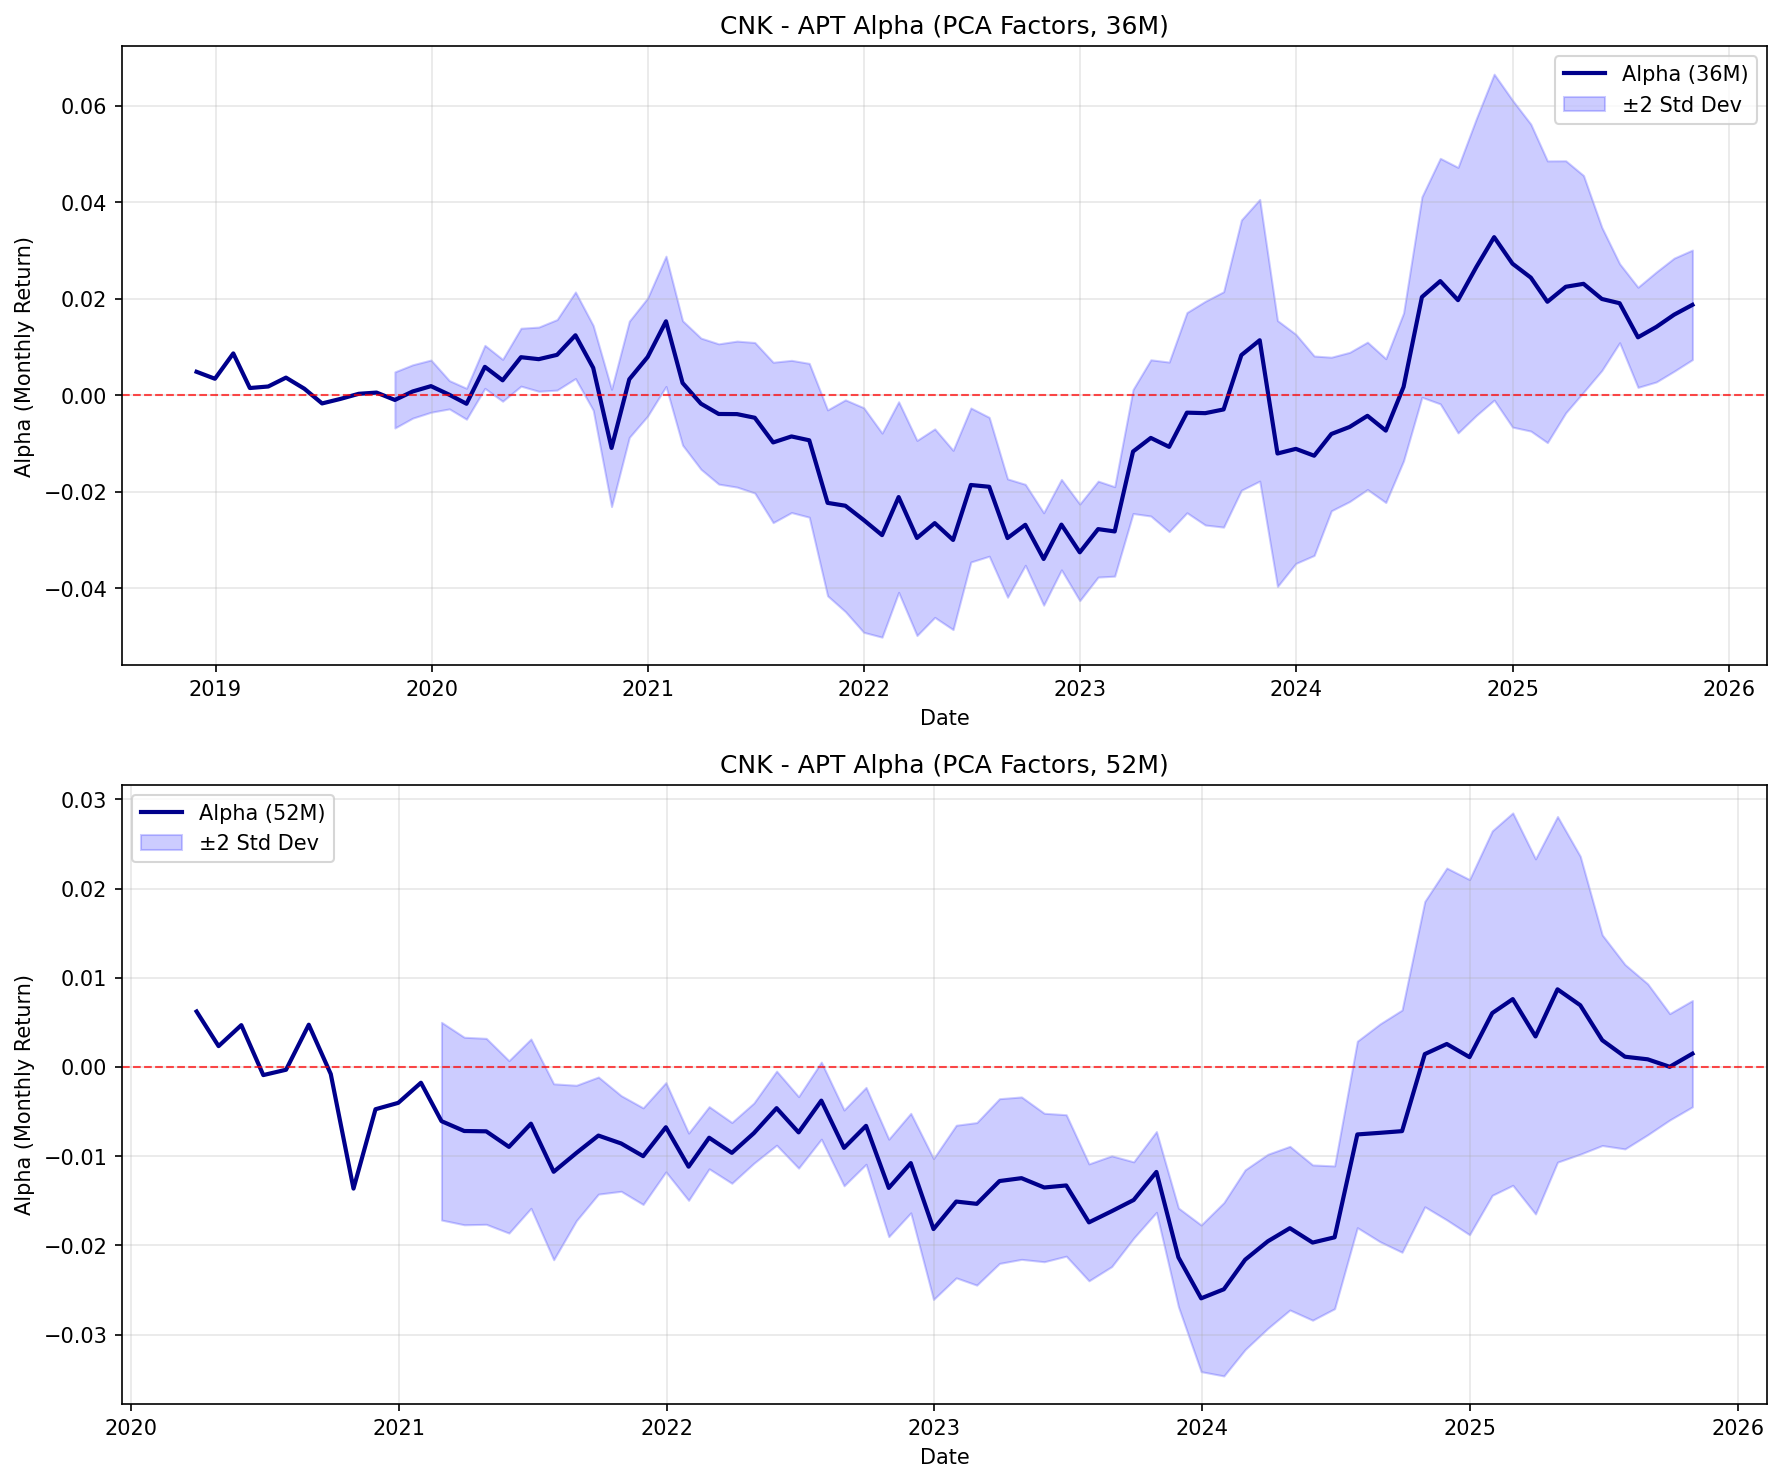 CNK - APT Alpha (PCA Factors, 36M)
Alpha (36M)
±2 Std Dev
Alpha (Monthly Return)
0.06
0.04
0.02
0.00
−0.02
−0.04
2019 2020 2021 2022 2023 2024 2025 2026
Date
CNK - APT Alpha (PCA Factors, 52M)
Alpha (52M)
±2 Std Dev
Alpha (Monthly Return)
0.03
0.02
0.01
0.00
−0.01
−0.02
−0.03
2020 2021 2022 2023 2024 2025 2026
Date